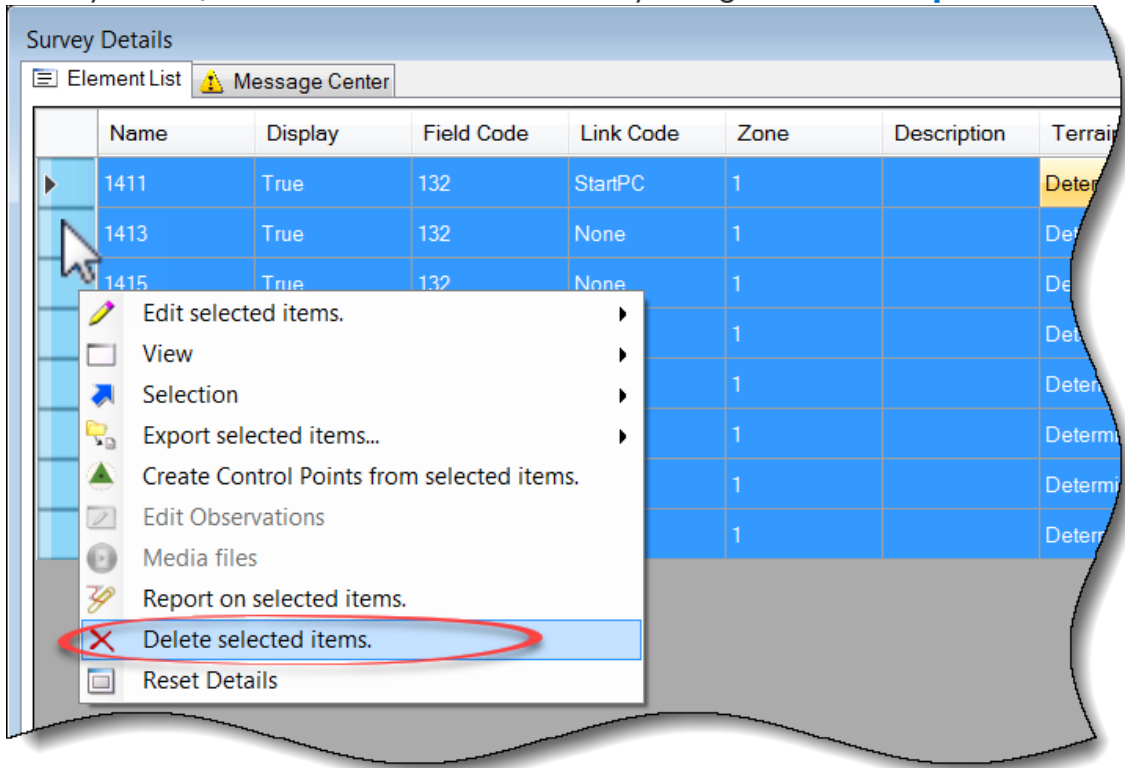 Survey Details
Element List Message Center
Name Display Field Code Link Code Zone Description Terrain
1411 True 132 StartPC 1
1413 True 132 None 1
1415 True 132 None 1
Edit selected items.
1
View
Selection
1
Export selected items...
1
Create Control Points from selected items.
1
Edit Observations
1
Media files
Report on selected items.
Delete selected items.
Reset Details